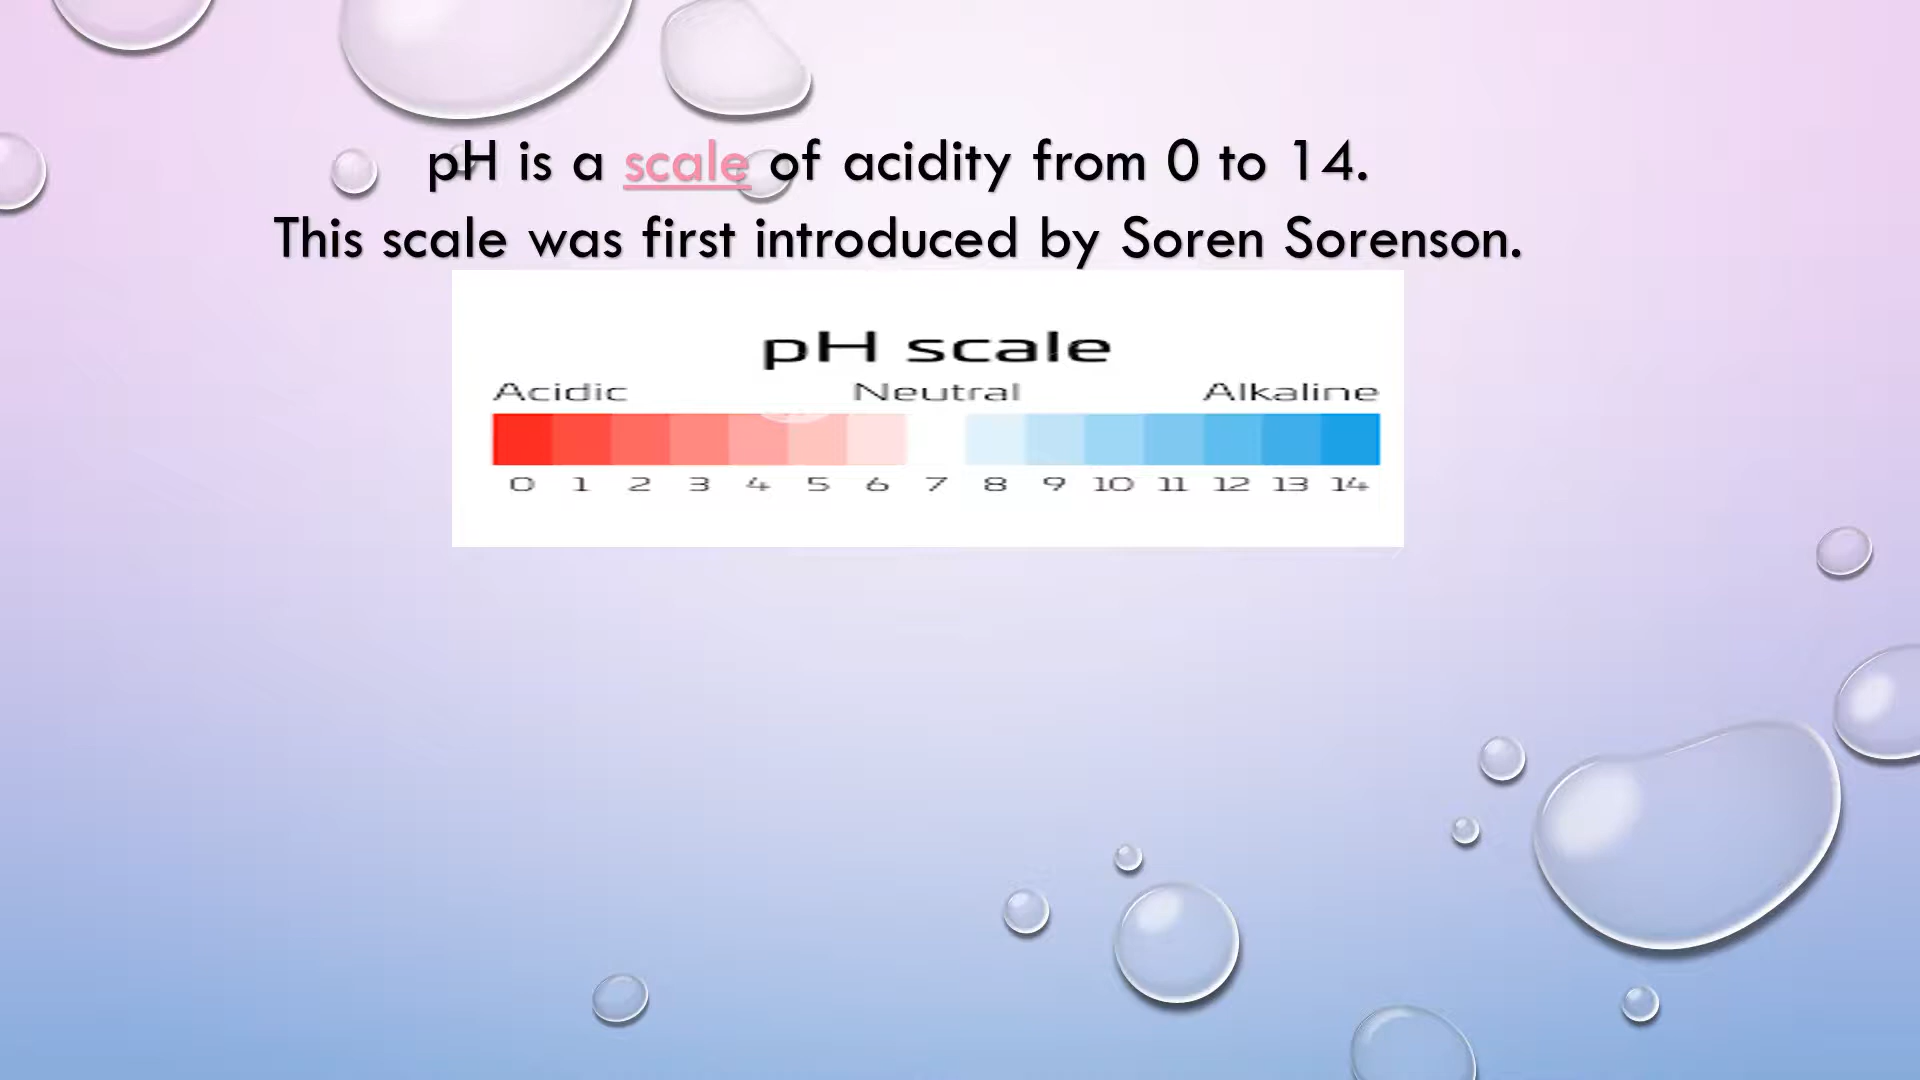 pH is a scale of acidity from 0 to 14.
This scale was first introduced by Soren Sorenson.
pH scale
Acidic Neutral Alkaline
0 1 2 3 4 5 6 7 8 9 10 11 12 13 14